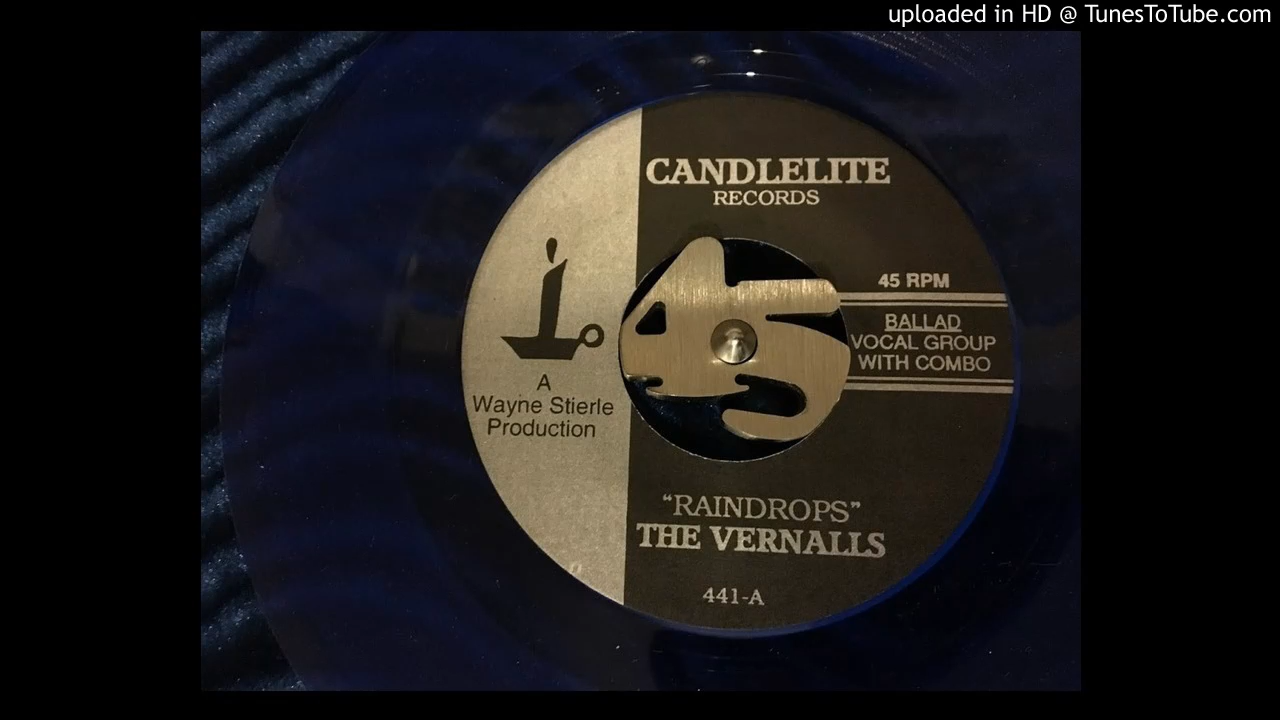 uploaded in HD @ TunesToTube.com
CANDLELITE
RECORDS
45 RPM
BALLAD
VOCAL GROUP
WITH COMBO
A
Wayne Stierle
Production
"RAINDROPS"
THE VERNALLS
441-A